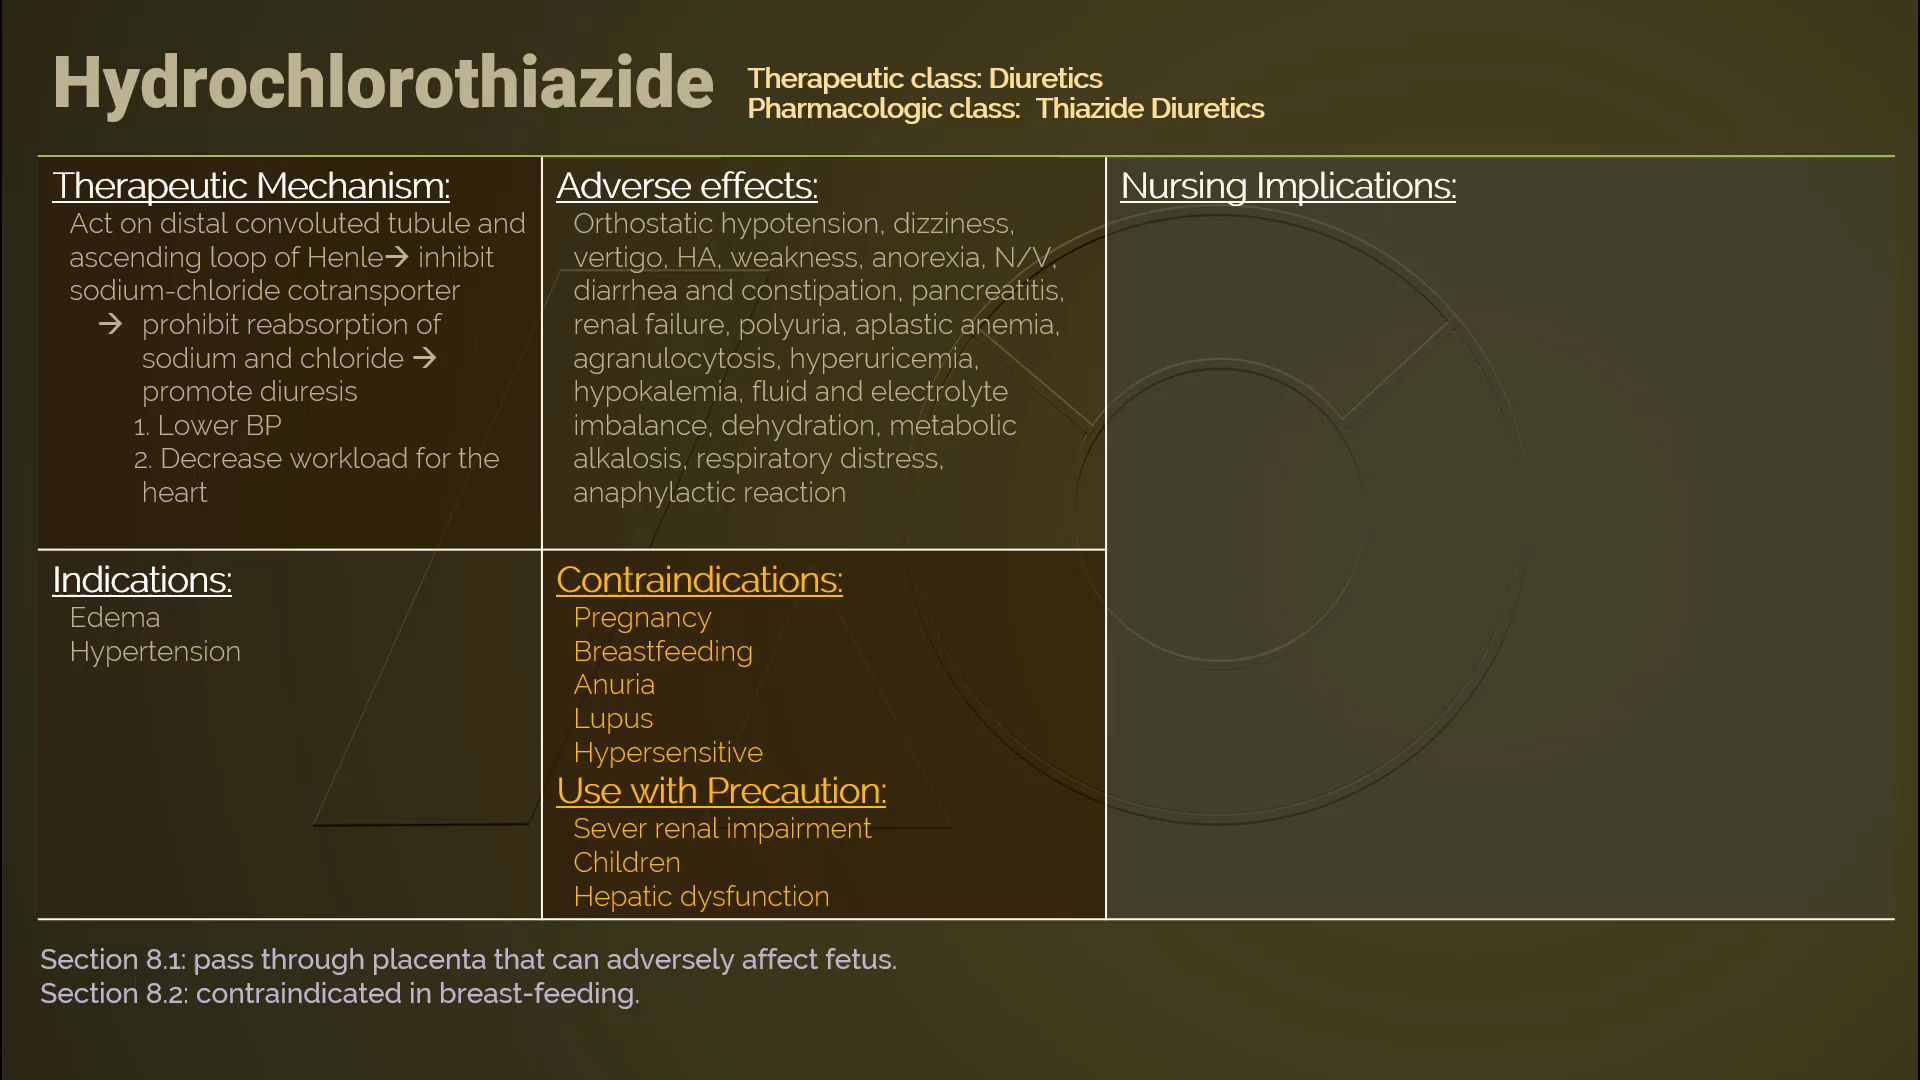 Hydrochlorothiazide
Therapeutic class: Diuretics
Pharmacologic class: Thiazide Diuretics
Therapeutic Mechanism:
Act on distal convoluted tubule and
ascending loop of Henle→ inhibit
sodium-chloride cotransporter
→ prohibit reabsorption of
sodium and chloride →
promote diuresis
1. Lower BP
2. Decrease workload for the
heart
Adverse effects:
Orthostatic hypotension, dizziness,
vertigo, HA, weakness, anorexia, N/V,
diarrhea and constipation, pancreatitis,
renal failure, polyuria, aplastic anemia,
agranulocytosis, hyperuricemia,
hypokalemia, fluid and electrolyte
imbalance, dehydration, metabolic
alkalosis, respiratory distress,
anaphylactic reaction
Nursing Implications:
Indications:
Edema
Hypertension
Contraindications:
Pregnancy
Breastfeeding
Anuria
Lupus
Hypersensitive
Use with Precaution:
Sever renal impairment
Children
Hepatic dysfunction
Section 8.1: pass through placenta that can adversely affect fetus.
Section 8.2: contraindicated in breast-feeding.